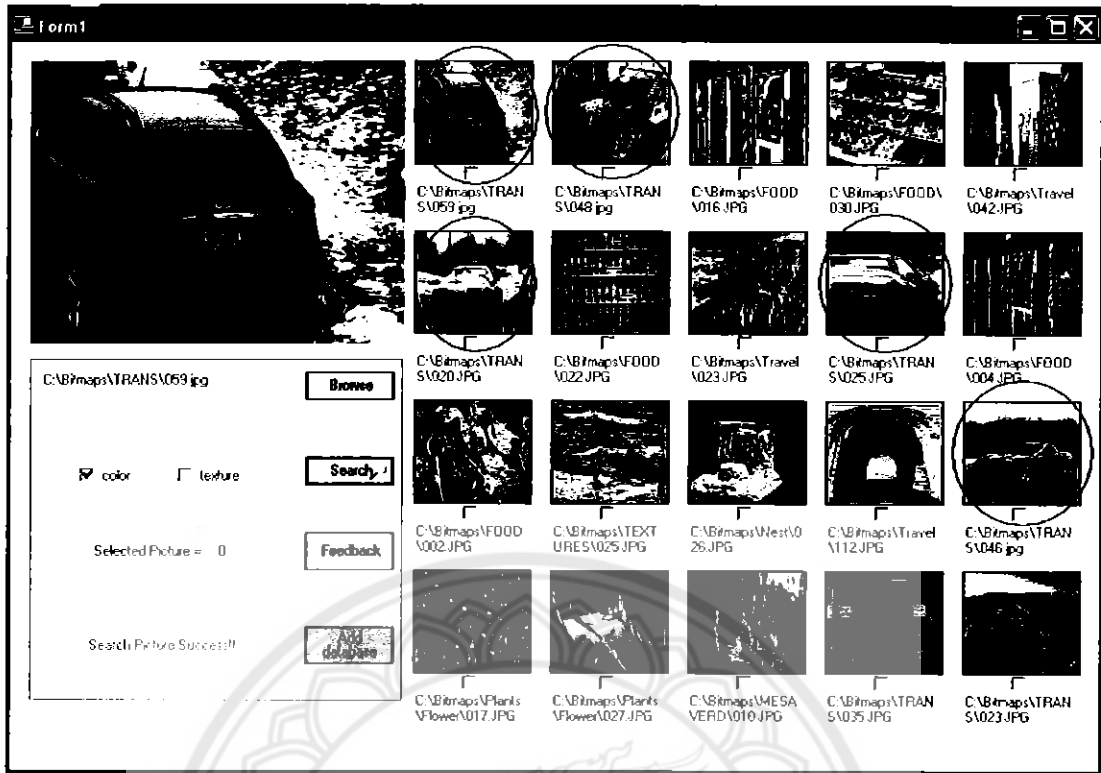 Form1
C:\Bitmaps\TRANS\059.jpg
Browse
color
texture
Search
Selected Picture = 0
Feedback
Search Picture Success!!
Add
database
C:\Bitmaps\TRAN
S\059.jpg
C:\Bitmaps\TRAN
S\048.jpg
C:\Bitmaps\FOOD
\016.JPG
C:\Bitmaps\FOOD\
030.JPG
C:\Bitmaps\Travel
\042.JPG
C:\Bitmaps\TRAN
S\020.JPG
C:\Bitmaps\FOOD
\022.JPG
C:\Bitmaps\Travel
\023.JPG
C:\Bitmaps\TRAN
S\025.JPG
C:\Bitmaps\FOOD
\004.JPG
C:\Bitmaps\FOOD
\002.JPG
C:\Bitmaps\TEXT
URES\025.JPG
C:\Bitmaps\Nest\0
26.JPG
C:\Bitmaps\Travel
\112.JPG
C:\Bitmaps\TRAN
S\046.jpg
C:\Bitmaps\Plants
\Flower\017.JPG
C:\Bitmaps\Plants
\Flower\027.JPG
C:\Bitmaps\MESA
VERD\010.JPG
C:\Bitmaps\TRAN
S\035.JPG
C:\Bitmaps\TRAN
S\023.JPG